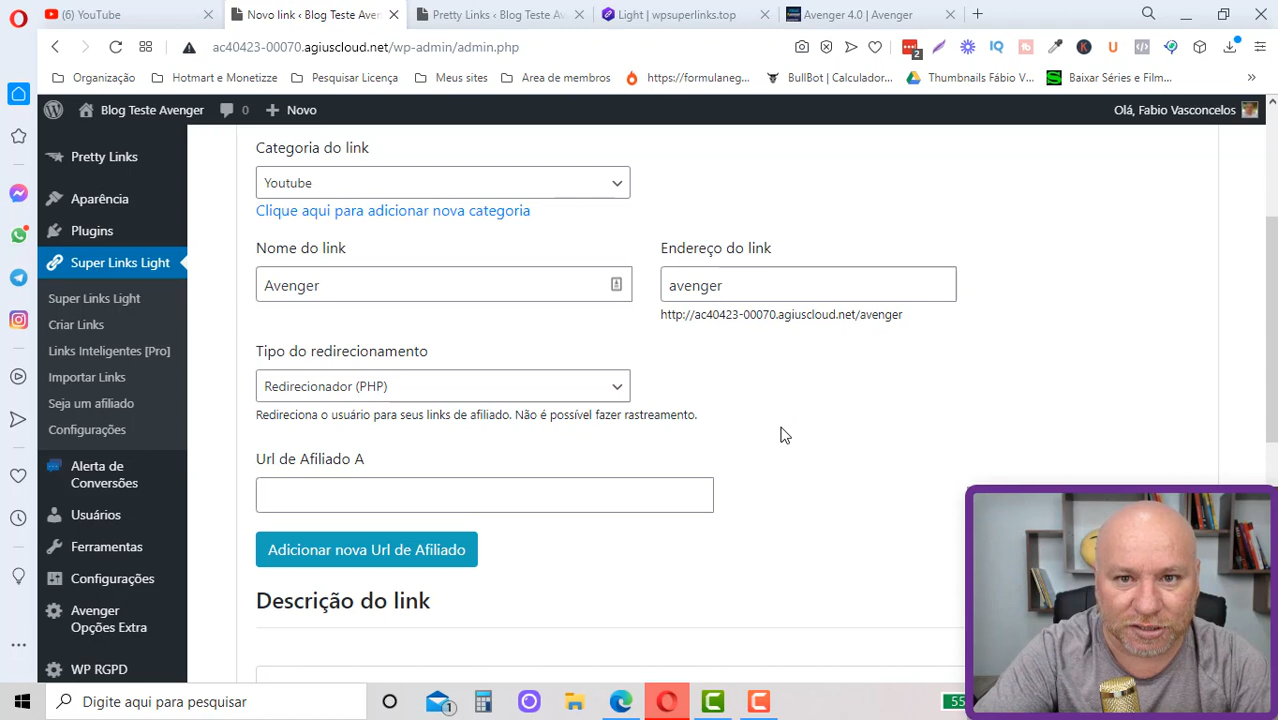 (60) YouTube
Novo link ‹ Blog Teste Aven
Pretty Links ‹ Blog Teste Av
Light | wpsuperlinks.top
Avenger 4.0 | Avenger
ac40423-00070.agiuscloud.net/wp-admin/admin.php
2
Organização
Hotmart e Monetizze
Pesquisar Licença
Meus sites
Area de membros
https://formulaneg...
BullBot | Calculador...
Thumbnails Fábio V...
Baixar Séries e Film...
Blog Teste Avenger
0
Novo
Olá, Fabio Vasconcelos
Pretty Links
Aparência
Plugins
Super Links Light
Super Links Light
Criar Links
Links Inteligentes [Pro]
Importar Links
Seja um afiliado
Configurações
Alerta de
Conversões
Usuários
Ferramentas
Configurações
Avenger
Opções Extra
WP RGPD
Categoria do link
Youtube
Clique aqui para adicionar nova categoria
Nome do link
Endereço do link
Avenger
avenger
http://ac40423-00070.agiuscloud.net/avenger
Tipo do redirecionamento
Redirecionador (PHP)
Redireciona o usuário para seus links de afiliado. Não é possível fazer rastreamento.
Url de Afiliado A
Adicionar nova Url de Afiliado
Descrição do link
Digite aqui para pesquisar
1
55